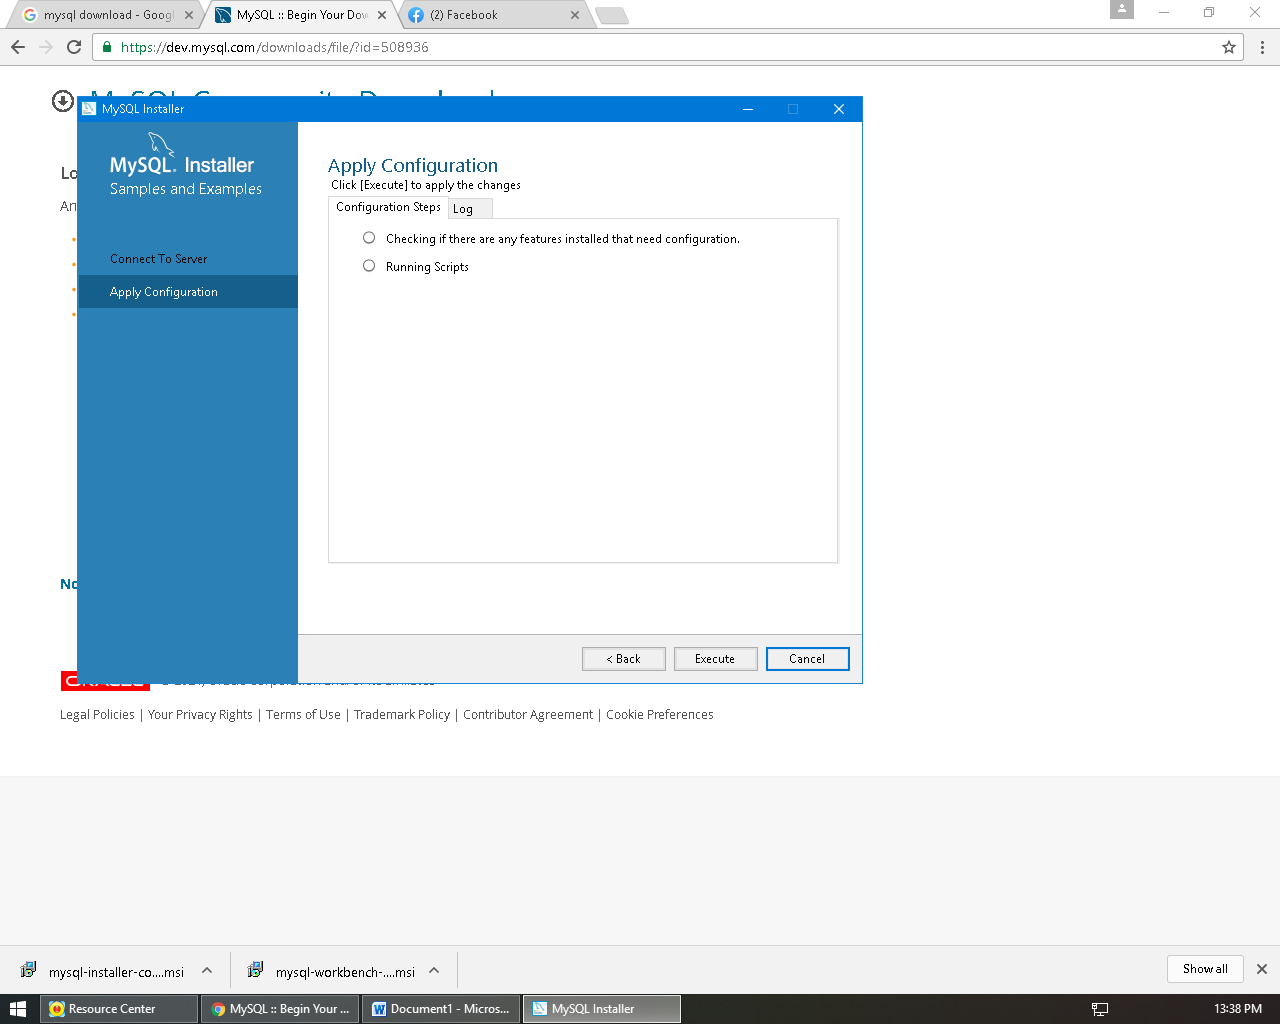 mysql download - Googl
MySQL :: Begin Your Dow
(2) Facebook
https://dev.mysql.com/downloads/file/?id=508936
MySQL Installer
MySQL Installer
Samples and Examples
Connect To Server
Apply Configuration
Apply Configuration
Click [Execute] to apply the changes
Configuration Steps
Log
Checking if there are any features installed that need configuration.
Running Scripts
< Back
Execute
Cancel
Legal Policies | Your Privacy Rights | Terms of Use | Trademark Policy | Contributor Agreement | Cookie Preferences
mysql-installer-co....msi
mysql-workbench-....msi
Show all
Resource Center
MySQL :: Begin Your ...
Document1 - Micros...
MySQL Installer
13:38 PM